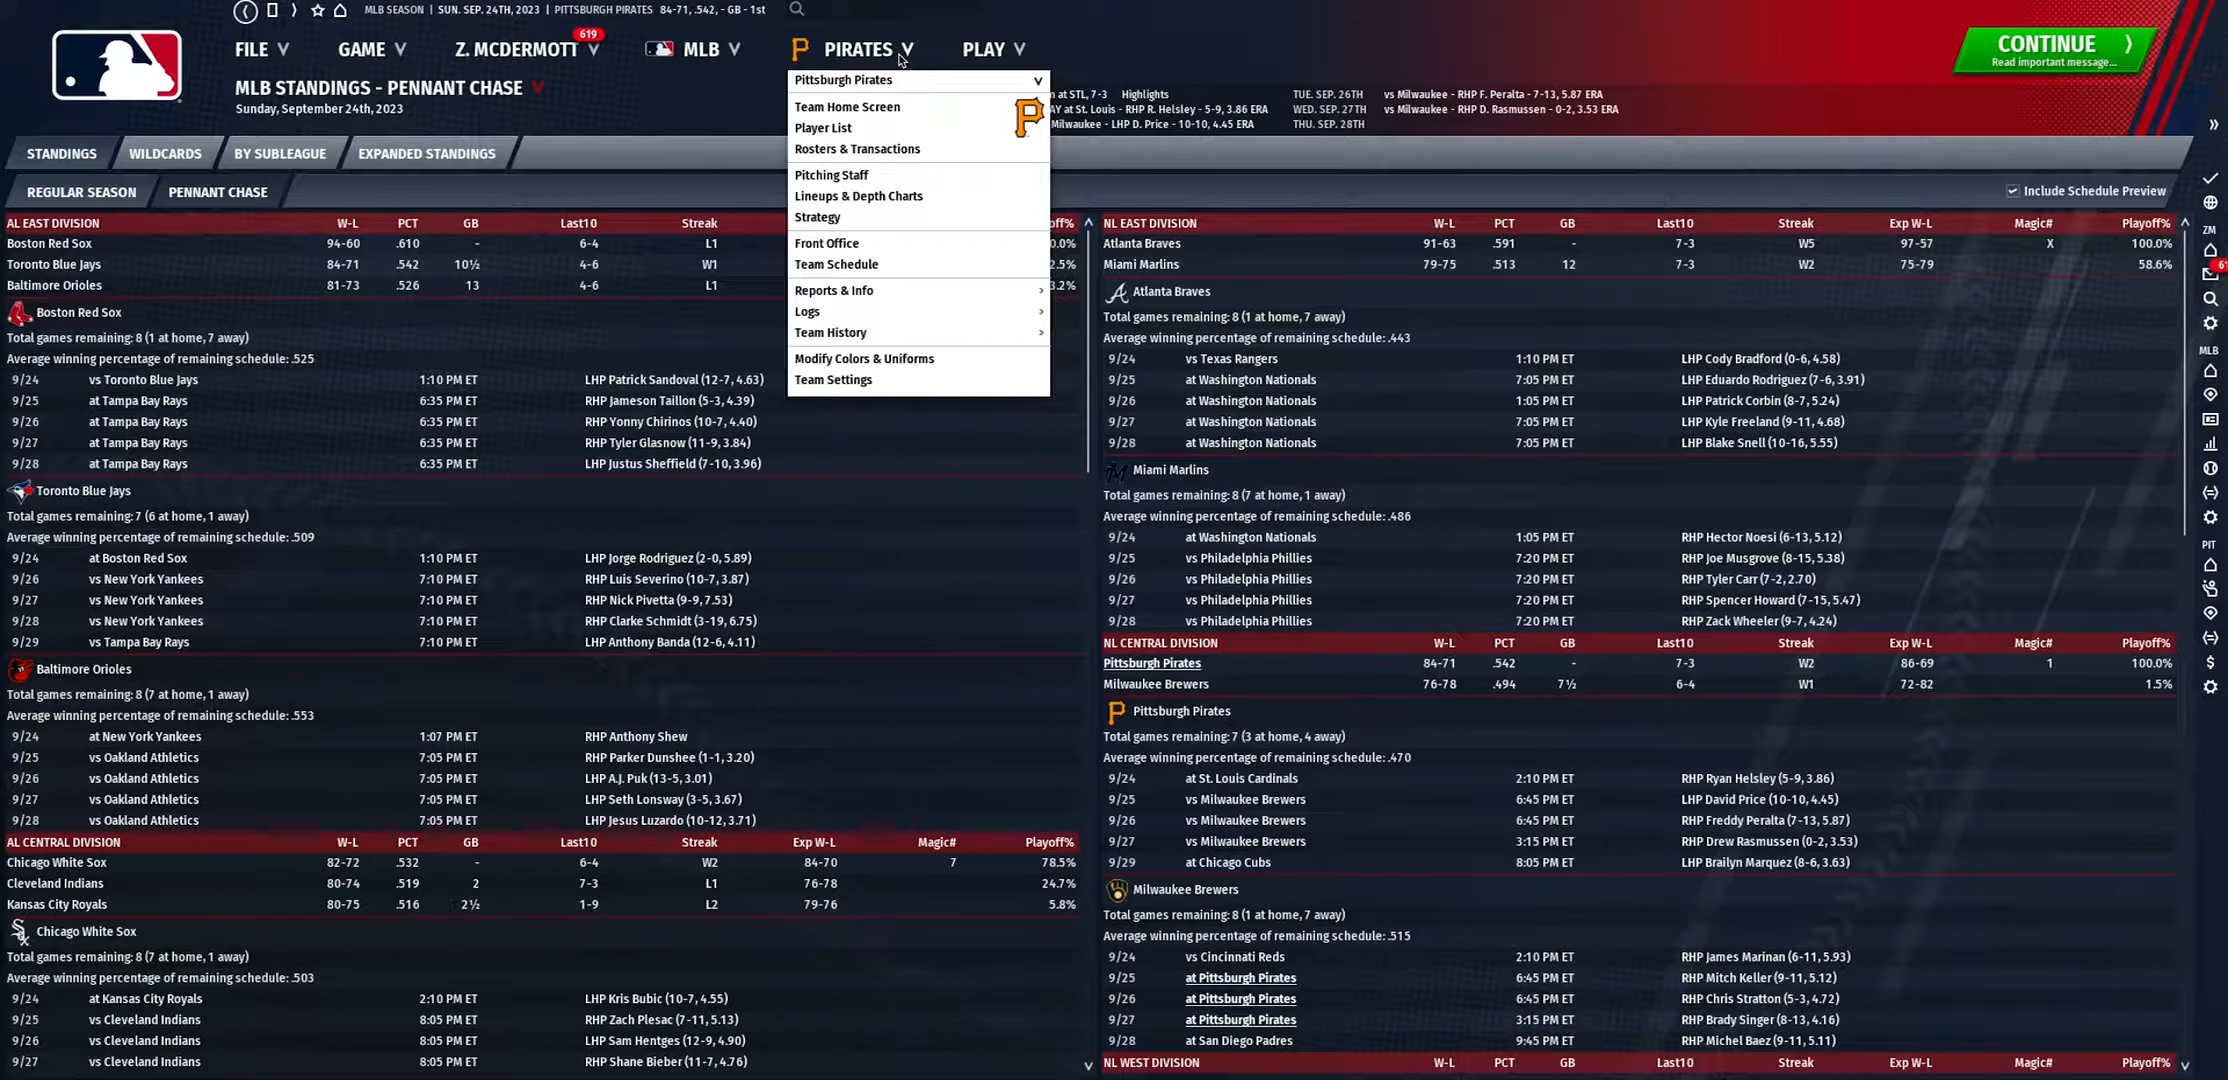 MLB SEASON | SUN. SEP. 24TH, 2023 | PITTSBURGH PIRATES 84-71, .542, - GB - 1st
FILE GAME Z. MCDERMOTT 619 MLB PIRATES PLAY
CONTINUE
Read important message...
MLB STANDINGS - PENNANT CHASE
Sunday, September 24th, 2023
Pittsburgh Pirates
Team Home Screen
Player List
Rosters & Transactions
Pitching Staff
Lineups & Depth Charts
Strategy
Front Office
Team Schedule
Reports & Info
Logs
Team History
Modify Colors & Uniforms
Team Settings
at STL, 7-3 Highlights TUE. SEP. 26TH vs Milwaukee - RHP F. Peralta - 7-13, 5.87 ERA
AY at St. Louis - RHP R. Helsley - 5-9, 3.86 ERA WED. SEP. 27TH vs Milwaukee - RHP D. Rasmussen - 0-2, 3.53 ERA
Milwaukee - LHP D. Price - 10-10, 4.45 ERA THU. SEP. 28TH
STANDINGS WILDCARDS BY SUBLEAGUE EXPANDED STANDINGS
REGULAR SEASON PENNANT CHASE Include Schedule Preview
AL EAST DIVISION W-L PCT GB Last10 Streak off%
Boston Red Sox 94-60 .610 - 6-4 L1 0.0%
Toronto Blue Jays 84-71 .542 10½ 4-6 W1 2.5%
Baltimore Orioles 81-73 .526 13 4-6 L1 3.2%
Boston Red Sox
Total games remaining: 8 (1 at home, 7 away)
Average winning percentage of remaining schedule: .525
9/24 vs Toronto Blue Jays 1:10 PM ET LHP Patrick Sandoval (12-7, 4.63)
9/25 at Tampa Bay Rays 6:35 PM ET RHP Jameson Taillon (5-3, 4.39)
9/26 at Tampa Bay Rays 6:35 PM ET RHP Yonny Chirinos (10-7, 4.40)
9/27 at Tampa Bay Rays 6:35 PM ET RHP Tyler Glasnow (11-9, 3.84)
9/28 at Tampa Bay Rays 6:35 PM ET LHP Justus Sheffield (7-10, 3.96)
Toronto Blue Jays
Total games remaining: 7 (6 at home, 1 away)
Average winning percentage of remaining schedule: .509
9/24 at Boston Red Sox 1:10 PM ET LHP Jorge Rodriguez (2-0, 5.89)
9/26 vs New York Yankees 7:10 PM ET RHP Luis Severino (10-7, 3.87)
9/27 vs New York Yankees 7:10 PM ET RHP Nick Pivetta (9-9, 7.53)
9/28 vs New York Yankees 7:10 PM ET RHP Clarke Schmidt (3-19, 6.75)
9/29 vs Tampa Bay Rays 7:10 PM ET LHP Anthony Banda (12-6, 4.11)
Baltimore Orioles
Total games remaining: 8 (7 at home, 1 away)
Average winning percentage of remaining schedule: .553
9/24 at New York Yankees 1:07 PM ET RHP Anthony Shew
9/25 vs Oakland Athletics 7:05 PM ET RHP Parker Dunshee (1-1, 3.20)
9/26 vs Oakland Athletics 7:05 PM ET LHP A.J. Puk (13-5, 3.01)
9/27 vs Oakland Athletics 7:05 PM ET LHP Seth Lonsway (3-5, 3.67)
9/28 vs Oakland Athletics 7:05 PM ET LHP Jesus Luzardo (10-12, 3.71)
AL CENTRAL DIVISION W-L PCT GB Last10 Streak Exp W-L Magic# Playoff%
Chicago White Sox 82-72 .532 - 6-4 W2 84-70 7 78.5%
Cleveland Indians 80-74 .519 2 7-3 L1 76-78 24.7%
Kansas City Royals 80-75 .516 2½ 1-9 L2 79-76 5.8%
Chicago White Sox
Total games remaining: 8 (7 at home, 1 away)
Average winning percentage of remaining schedule: .503
9/24 at Kansas City Royals 2:10 PM ET LHP Kris Bubic (10-7, 4.55)
9/25 vs Cleveland Indians 8:05 PM ET RHP Zach Plesac (7-11, 5.13)
9/26 vs Cleveland Indians 8:05 PM ET LHP Sam Hentges (12-9, 4.90)
9/27 vs Cleveland Indians 8:05 PM ET RHP Shane Bieber (11-7, 4.76)
NL EAST DIVISION W-L PCT GB Last10 Streak Exp W-L Magic# Playoff%
Atlanta Braves 91-63 .591 - 7-3 W5 97-57 X 100.0%
Miami Marlins 79-75 .513 12 7-3 W2 75-79 58.6%
Atlanta Braves
Total games remaining: 8 (1 at home, 7 away)
Average winning percentage of remaining schedule: .443
9/24 vs Texas Rangers 1:10 PM ET LHP Cody Bradford (0-6, 4.58)
9/25 at Washington Nationals 7:05 PM ET LHP Eduardo Rodriguez (7-6, 3.91)
9/26 at Washington Nationals 1:05 PM ET LHP Patrick Corbin (8-7, 5.24)
9/27 at Washington Nationals 7:05 PM ET LHP Kyle Freeland (9-11, 4.68)
9/28 at Washington Nationals 7:05 PM ET LHP Blake Snell (10-16, 5.55)
Miami Marlins
Total games remaining: 8 (7 at home, 1 away)
Average winning percentage of remaining schedule: .486
9/24 at Washington Nationals 1:05 PM ET RHP Hector Noesi (6-13, 5.12)
9/25 vs Philadelphia Phillies 7:20 PM ET RHP Joe Musgrove (8-15, 5.38)
9/26 vs Philadelphia Phillies 7:20 PM ET RHP Tyler Carr (7-2, 2.70)
9/27 vs Philadelphia Phillies 7:20 PM ET RHP Spencer Howard (7-15, 5.47)
9/28 vs Philadelphia Phillies 7:20 PM ET RHP Zack Wheeler (9-7, 4.24)
NL CENTRAL DIVISION W-L PCT GB Last10 Streak Exp W-L Magic# Playoff%
Pittsburgh Pirates 84-71 .542 - 7-3 W2 86-69 1 100.0%
Milwaukee Brewers 76-78 .494 7½ 6-4 W1 72-82 1.5%
Pittsburgh Pirates
Total games remaining: 7 (3 at home, 4 away)
Average winning percentage of remaining schedule: .470
9/24 at St. Louis Cardinals 2:10 PM ET RHP Ryan Helsley (5-9, 3.86)
9/25 vs Milwaukee Brewers 6:45 PM ET LHP David Price (10-10, 4.45)
9/26 vs Milwaukee Brewers 6:45 PM ET RHP Freddy Peralta (7-13, 5.87)
9/27 vs Milwaukee Brewers 3:15 PM ET RHP Drew Rasmussen (0-2, 3.53)
9/29 at Chicago Cubs 8:05 PM ET LHP Brailyn Marquez (8-6, 3.63)
Milwaukee Brewers
Total games remaining: 8 (1 at home, 7 away)
Average winning percentage of remaining schedule: .515
9/24 vs Cincinnati Reds 2:10 PM ET RHP James Marinan (6-11, 5.93)
9/25 at Pittsburgh Pirates 6:45 PM ET RHP Mitch Keller (9-11, 5.12)
9/26 at Pittsburgh Pirates 6:45 PM ET RHP Chris Stratton (5-3, 4.72)
9/27 at Pittsburgh Pirates 3:15 PM ET RHP Brady Singer (8-13, 4.16)
9/28 at San Diego Padres 9:45 PM ET RHP Michel Baez (9-11, 5.11)
NL WEST DIVISION W-L PCT GB Last10 Streak Exp W-L Magic# Playoff%
ZM
61
MLB
PIT